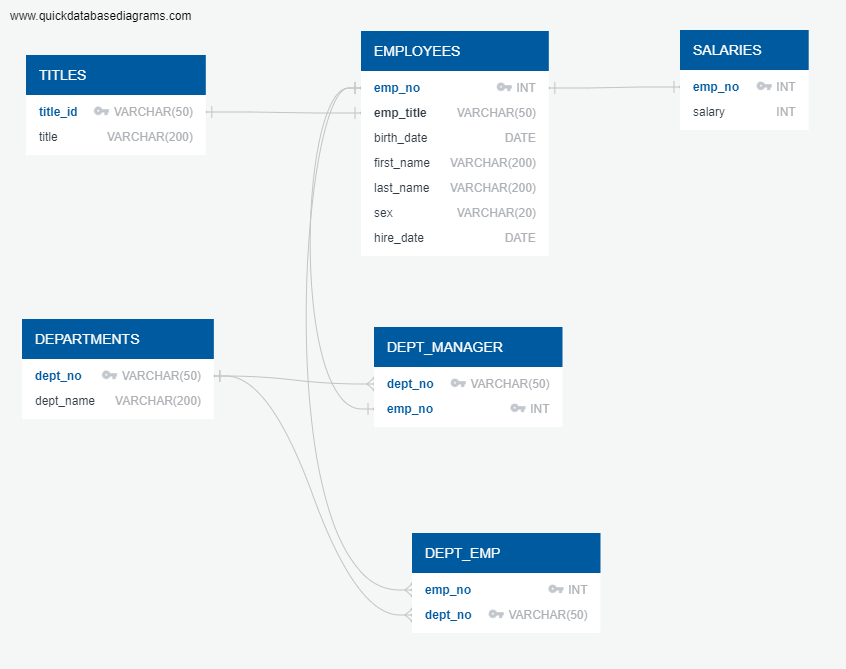 www.quickdatabasediagrams.com
TITLES
title_id VARCHAR(50)
title VARCHAR(200)
EMPLOYEES
emp_no INT
emp_title VARCHAR(50)
birth_date DATE
first_name VARCHAR(200)
last_name VARCHAR(200)
sex VARCHAR(20)
hire_date DATE
SALARIES
emp_no INT
salary INT
DEPARTMENTS
dept_no VARCHAR(50)
dept_name VARCHAR(200)
DEPT_MANAGER
dept_no VARCHAR(50)
emp_no INT
DEPT_EMP
emp_no INT
dept_no VARCHAR(50)